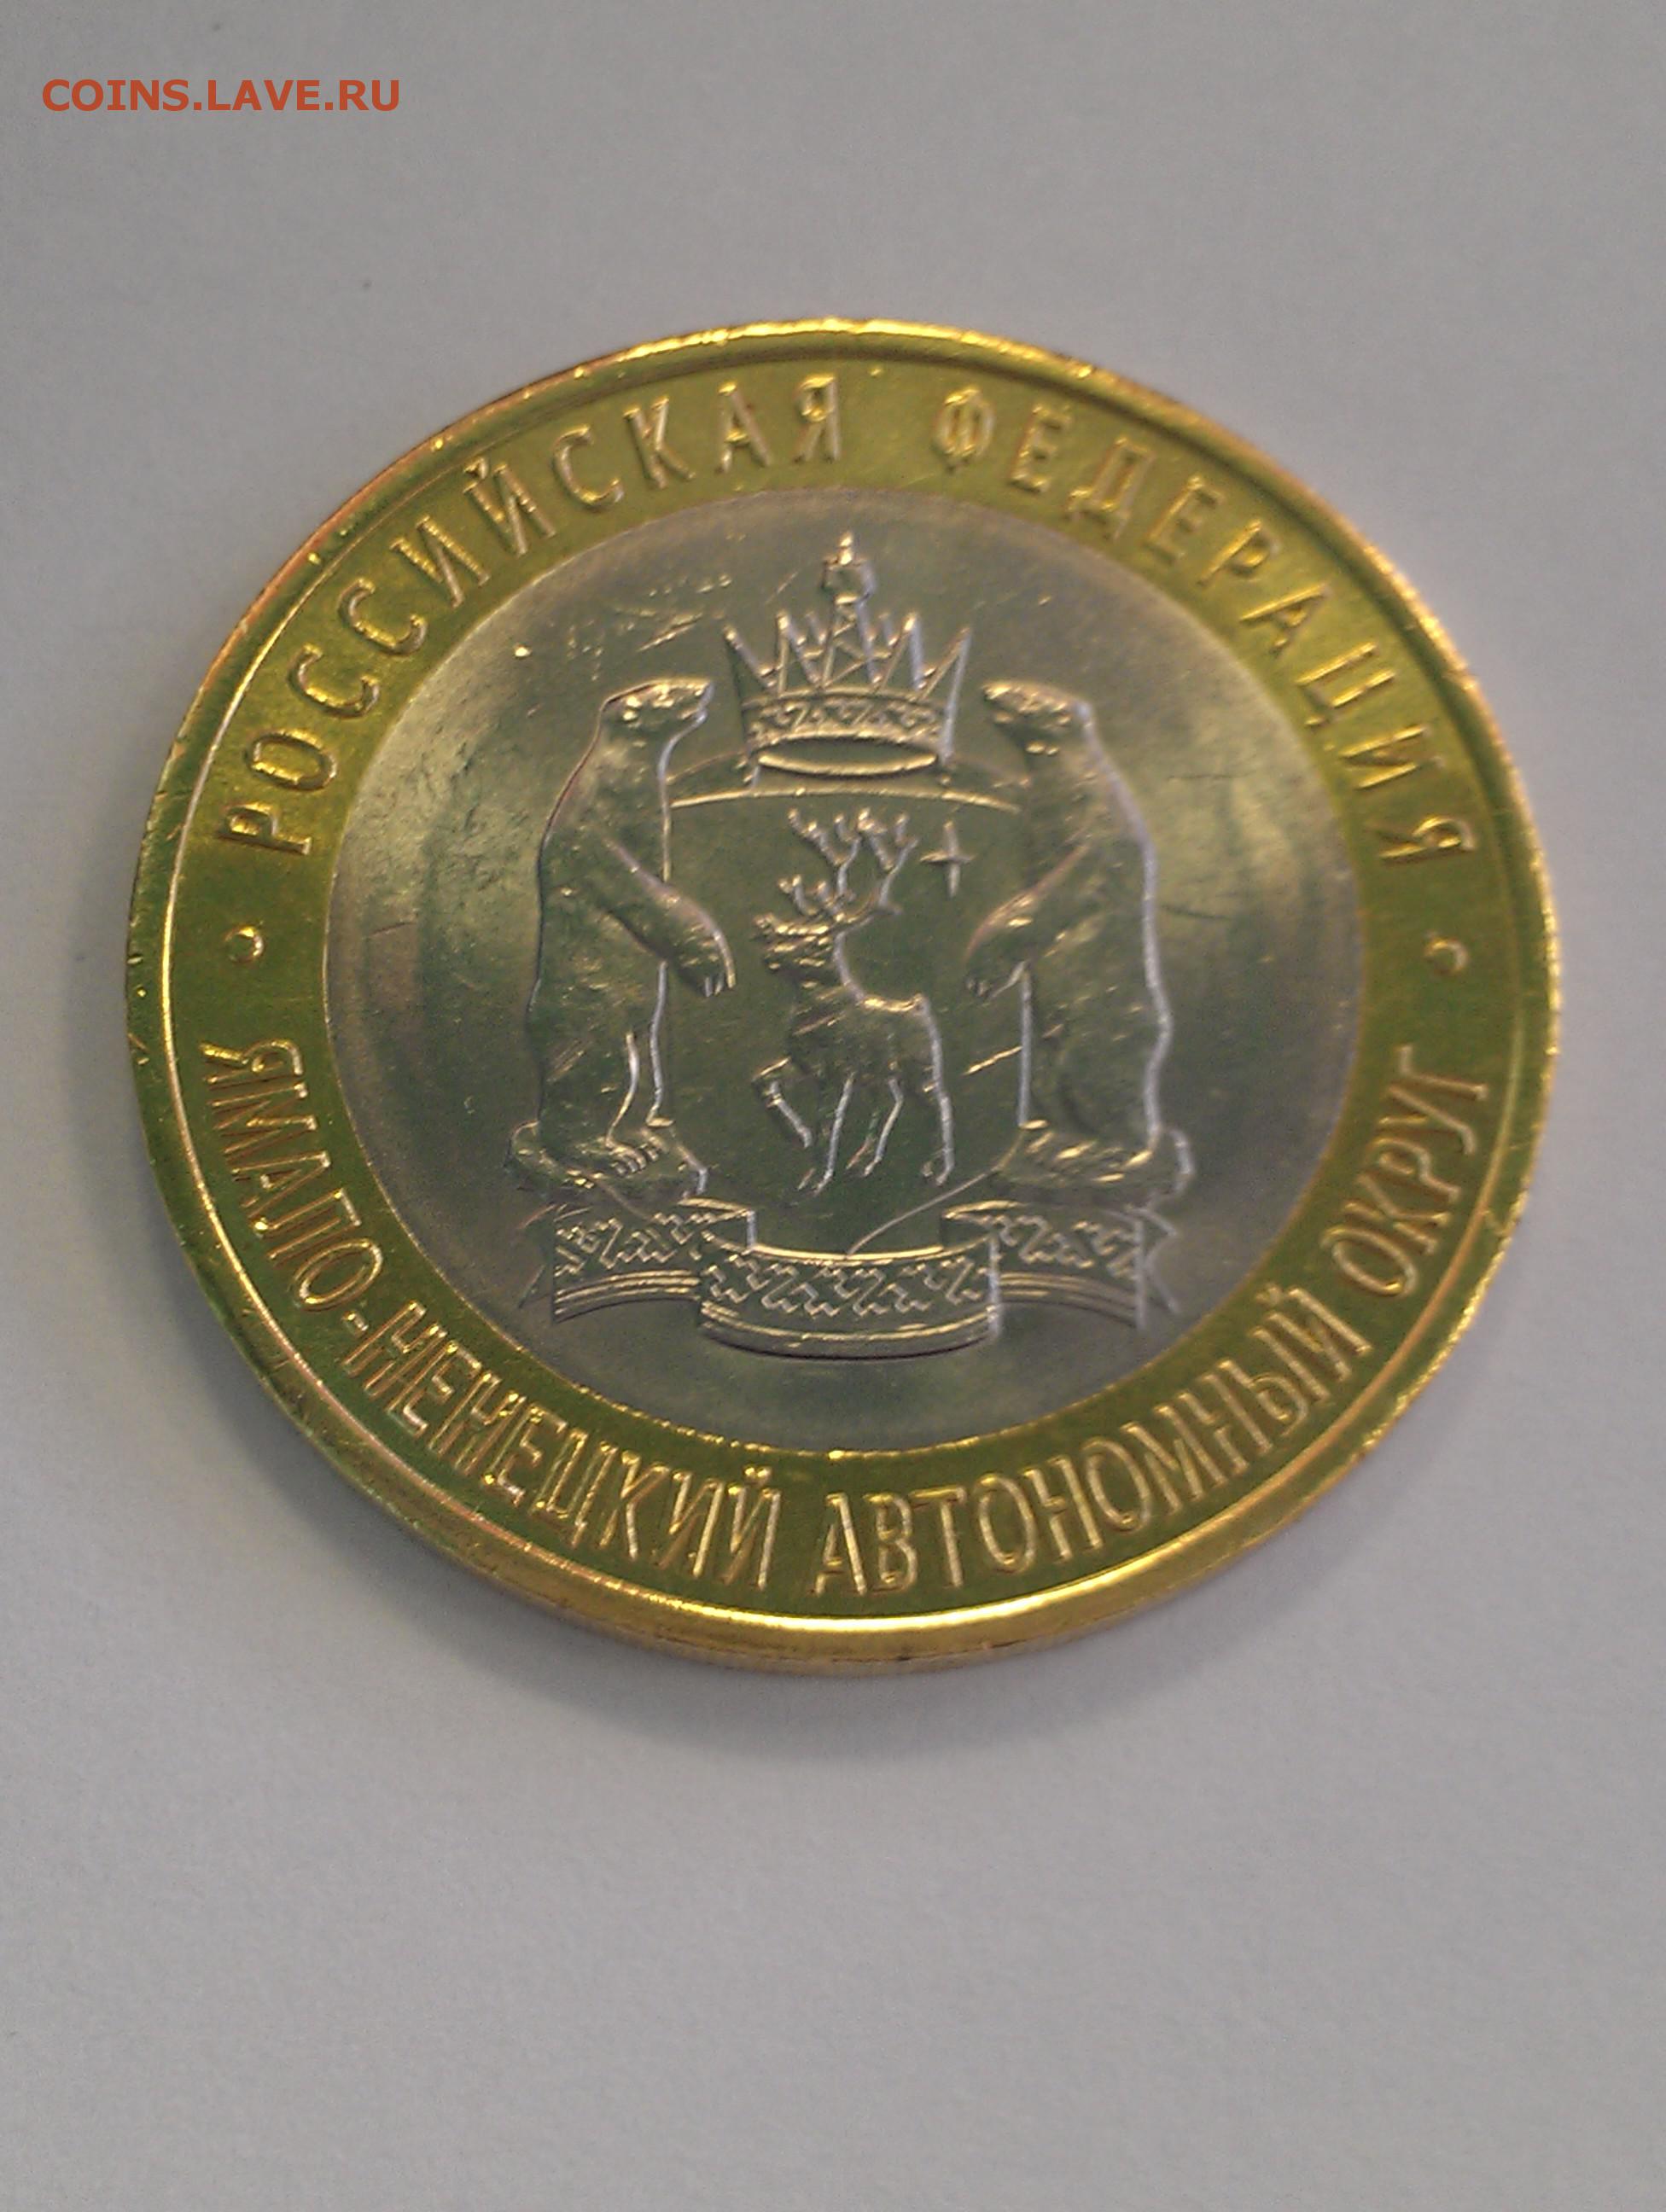 COINS.LAVE.RU
РОССИЙСКАЯ ФЕДЕРАЦИЯ
ЯМАЛО-НЕНЕЦКИЙ АВТОНОМНЫЙ ОКРУГ